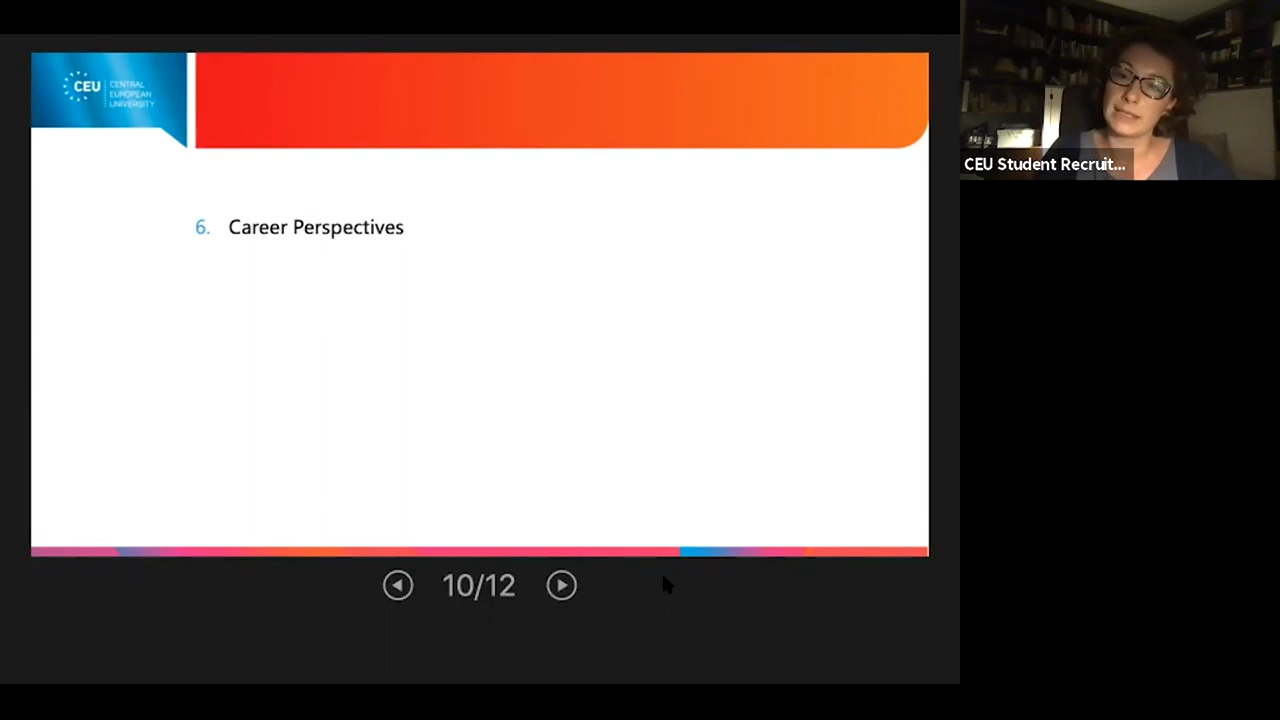 CEU
CENTRAL
EUROPEAN
UNIVERSITY
CEU Student Recruit...
6. Career Perspectives
10/12